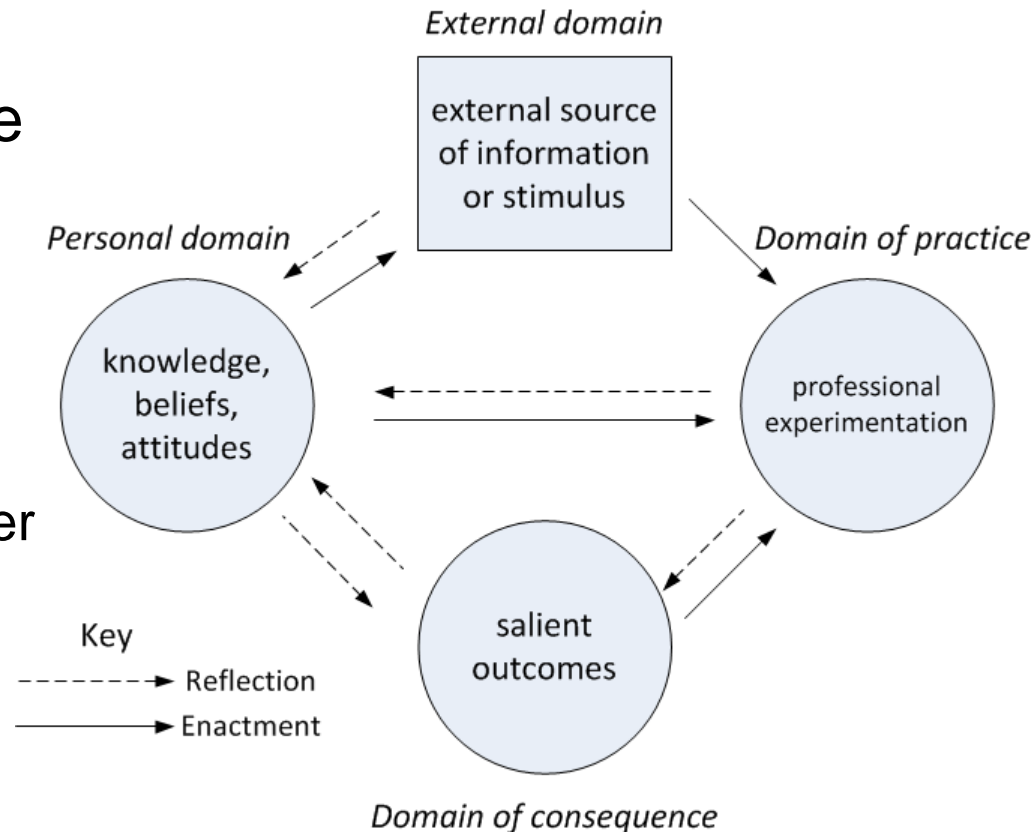 External domain
e
external source
of information
or stimulus
Personal domain
Domain of practice
knowledge,
beliefs,
attitudes
professional
experimentation
er
salient
outcomes
Key
Reflection
Enactment
Domain of consequence